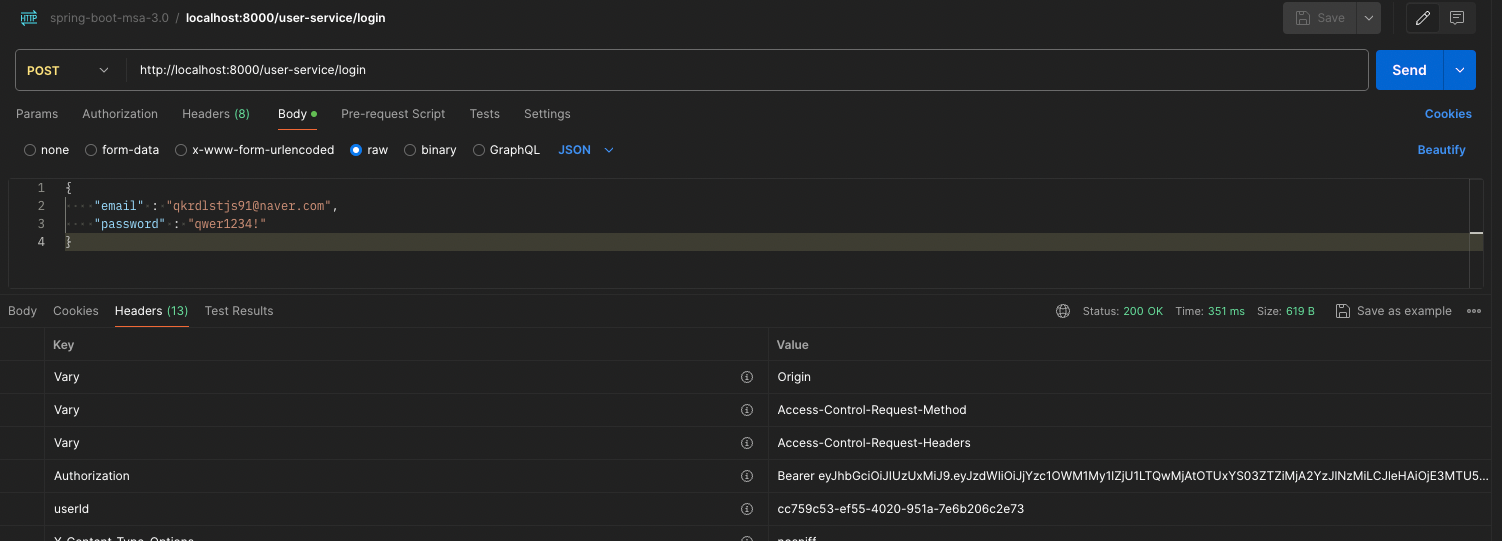 HTTP spring-boot-msa-3.0 / localhost:8000/user-service/login Save
POST http://localhost:8000/user-service/login Send
Params Authorization Headers (8) Body Pre-request Script Tests Settings Cookies
none form-data x-www-form-urlencoded raw binary GraphQL JSON Beautify
1 {
2 "email" : "qkrdlstjs91@naver.com",
3 "password" : "qwer1234!"
4 }
Body Cookies Headers (13) Test Results Status: 200 OK Time: 351 ms Size: 619 B Save as example
Key Value
Vary Origin
Vary Access-Control-Request-Method
Vary Access-Control-Request-Headers
Authorization Bearer
userId cc759c53-ef55-4020-951a-7e6b206c2e73
X-Content-Type-Options nosniff